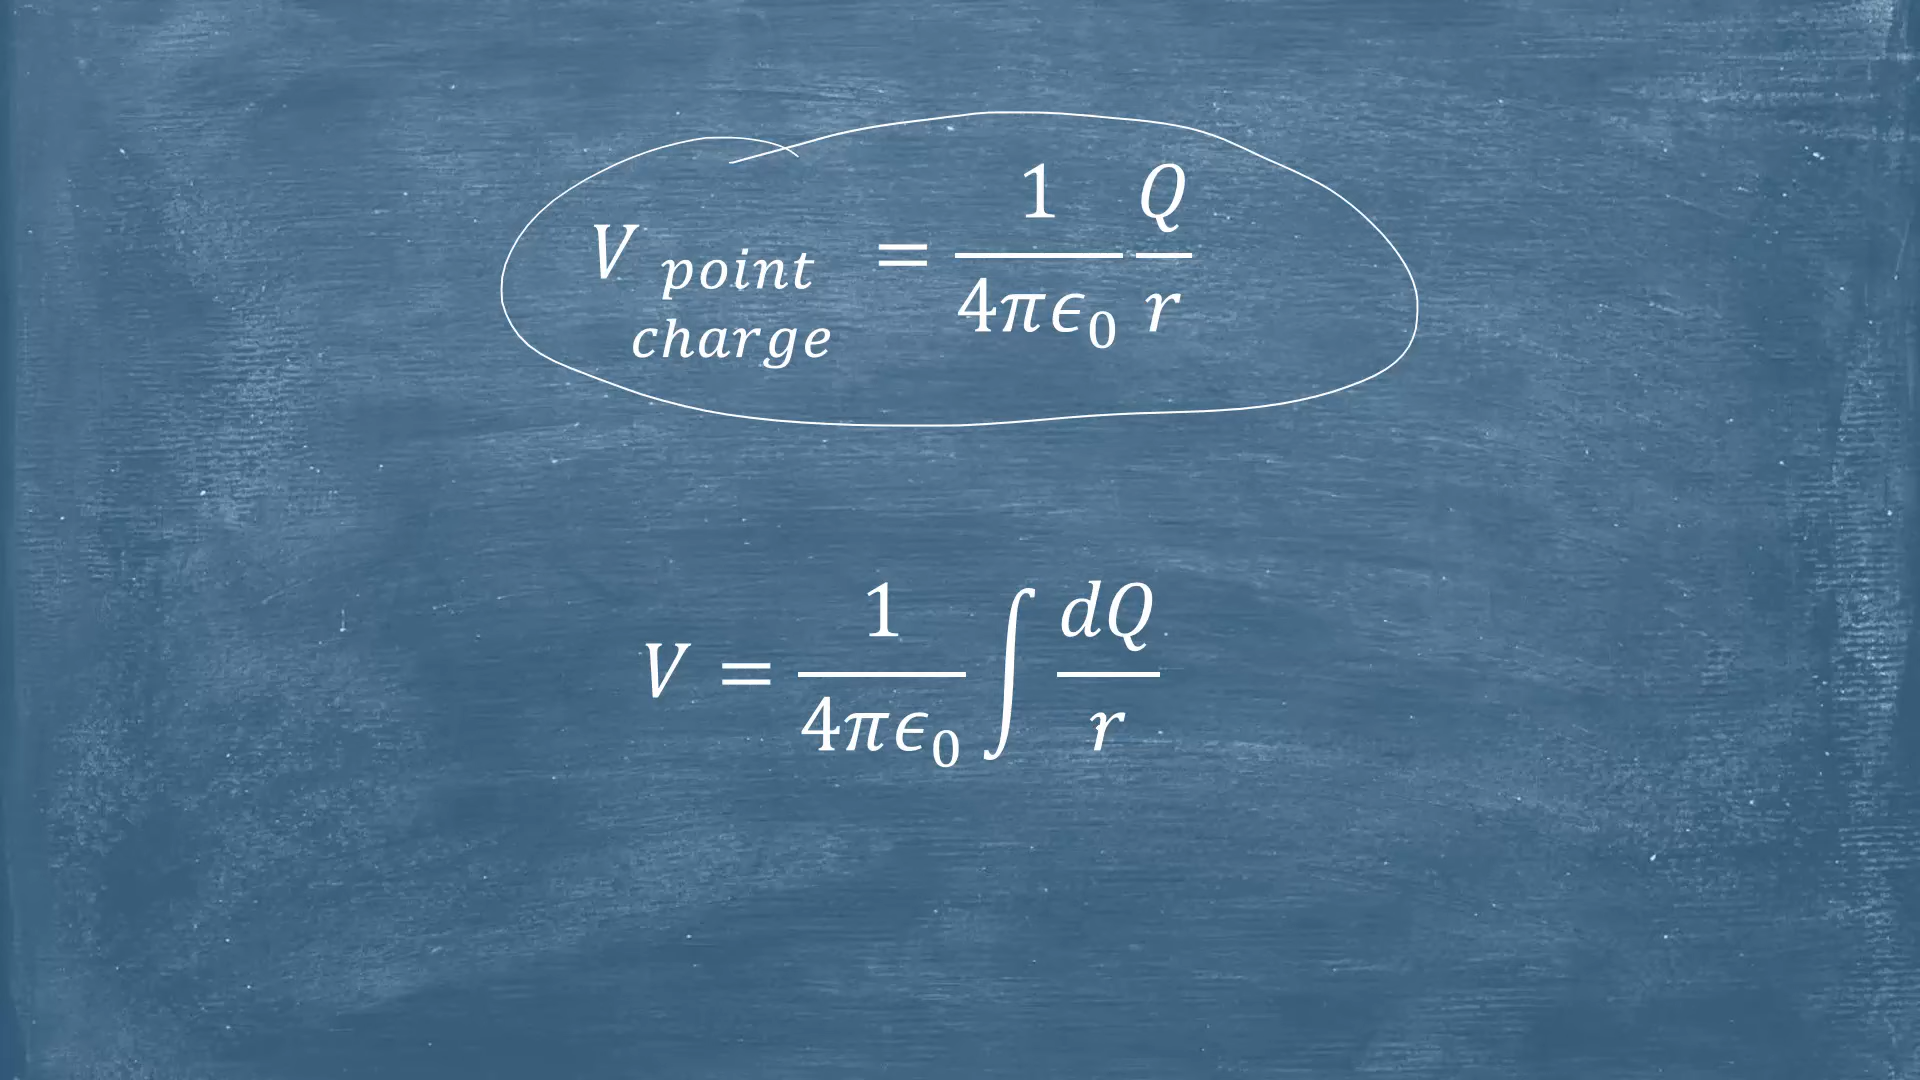 V point charge = 1/4πϵ₀ Q/r
V = 1/4πϵ₀ ∫ dQ/r